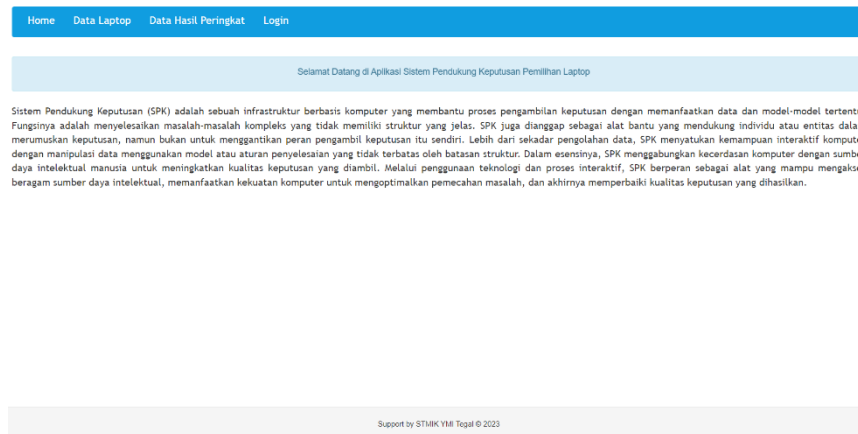 Home Data Laptop Data Hasil Peringkat Login
Selamat Datang di Aplikasi Sistem Pendukung Keputusan Pemilihan Laptop
Sistem Pendukung Keputusan (SPK) adalah sebuah infrastruktur berbasis komputer yang membantu proses pengambilan keputusan dengan memanfaatkan data dan model-model tertent
Fungsinya adalah menyelesaikan masalah-masalah kompleks yang tidak memiliki struktur yang jelas. SPK juga dianggap sebagai alat bantu yang mendukung individu atau entitas dala
merumuskan keputusan, namun bukan untuk menggantikan peran pengambil keputusan itu sendiri. Lebih dari sekadar pengolahan data, SPK menyatukan kemampuan interaktif kompute
dengan manipulasi data menggunakan model atau aturan penyelesaian yang tidak terbatas oleh batasan struktur. Dalam esensinya, SPK menggabungkan kecerdasan komputer dengan sumbe
daya intelektual manusia untuk meningkatkan kualitas keputusan yang diambil. Melalui penggunaan teknologi dan proses interaktif, SPK berperan sebagai alat yang mampu mengakse
beragam sumber daya intelektual, memanfaatkan kekuatan komputer untuk mengoptimalkan pemecahan masalah, dan akhirnya memperbaiki kualitas keputusan yang dihasilkan.
Support by STMIK YMI Tegal © 2023